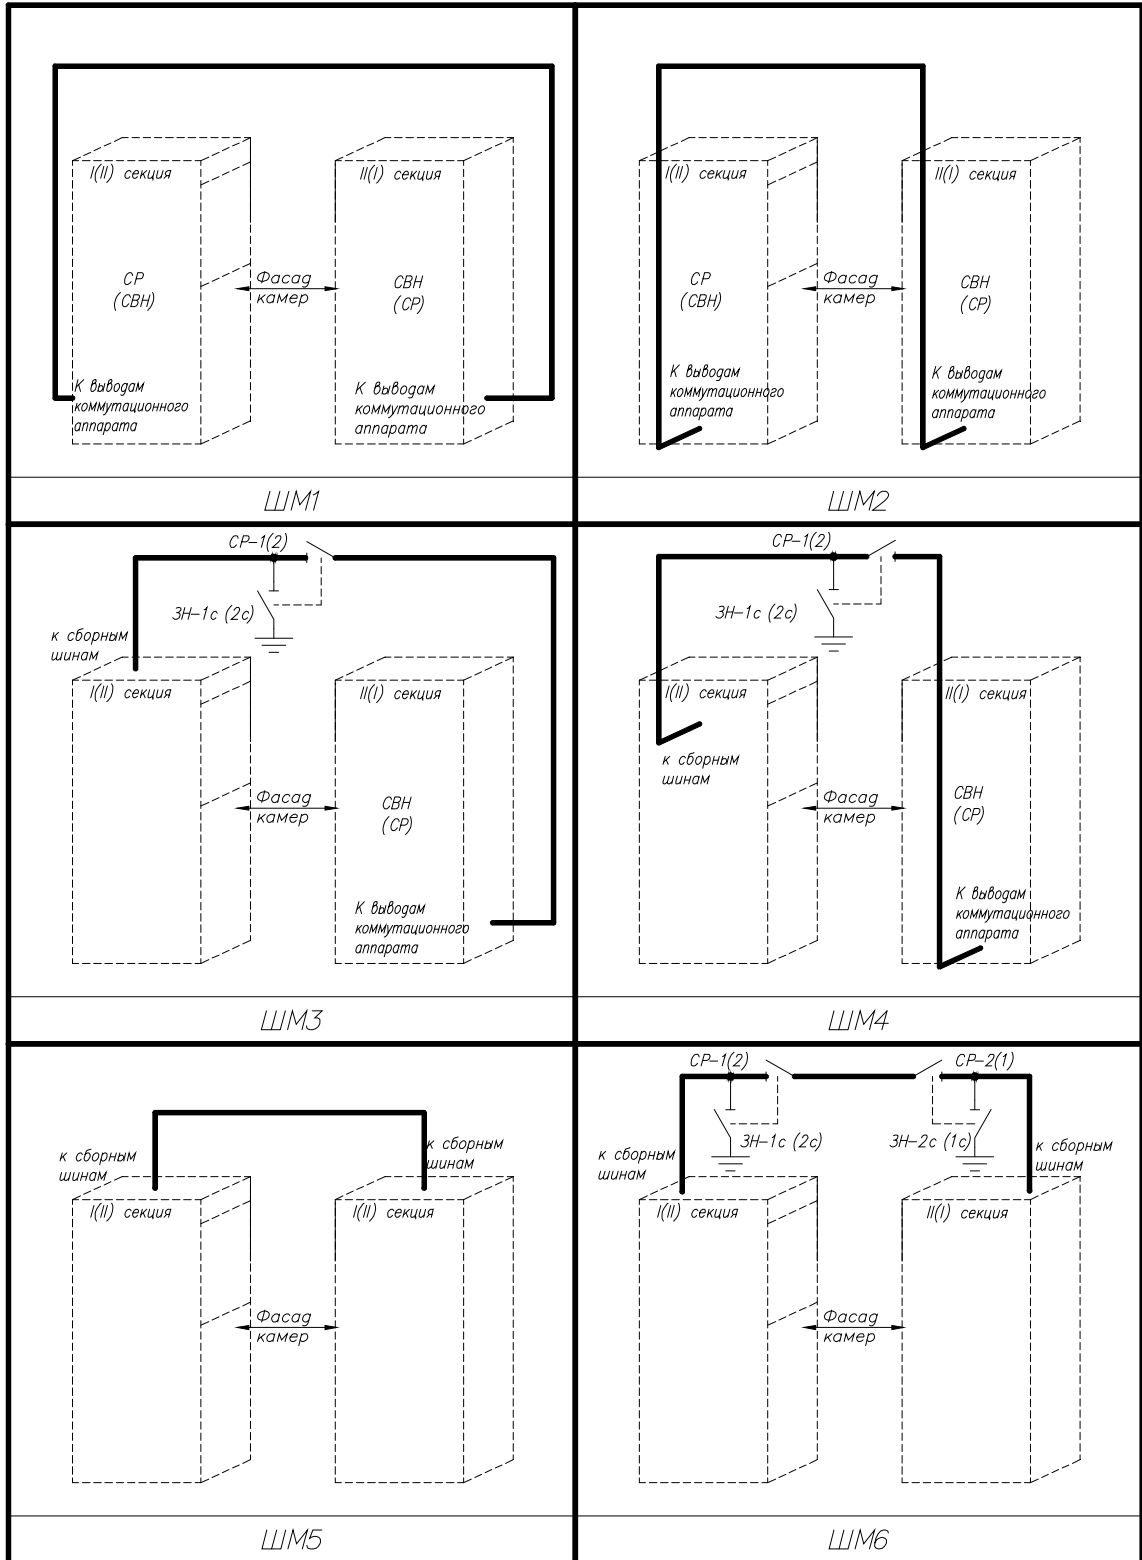 I(II) секция
II(I) секция
СР
(СВН)
Фасад
камер
СВН
(СР)
К выводам
коммутационного
аппарата
К выводам
коммутационного
аппарата
ШМ1
I(II) секция
II(I) секция
СР
(СВН)
Фасад
камер
СВН
(СР)
К выводам
коммутационного
аппарата
К выводам
коммутационного
аппарата
ШМ2
СР-1(2)
ЗН-1с (2с)
к сборным
шинам
I(II) секция
II(I) секция
Фасад
камер
СВН
(СР)
К выводам
коммутационного
аппарата
ШМ3
СР-1(2)
ЗН-1с (2с)
I(II) секция
II(I) секция
к сборным
шинам
Фасад
камер
СВН
(СР)
К выводам
коммутационного
аппарата
ШМ4
к сборным
шинам
к сборным
шинам
I(II) секция
I(II) секция
Фасад
камер
ШМ5
СР-1(2)
СР-2(1)
ЗН-1с (2с)
ЗН-2с (1с)
к сборным
шинам
к сборным
шинам
I(II) секция
II(I) секция
Фасад
камер
ШМ6